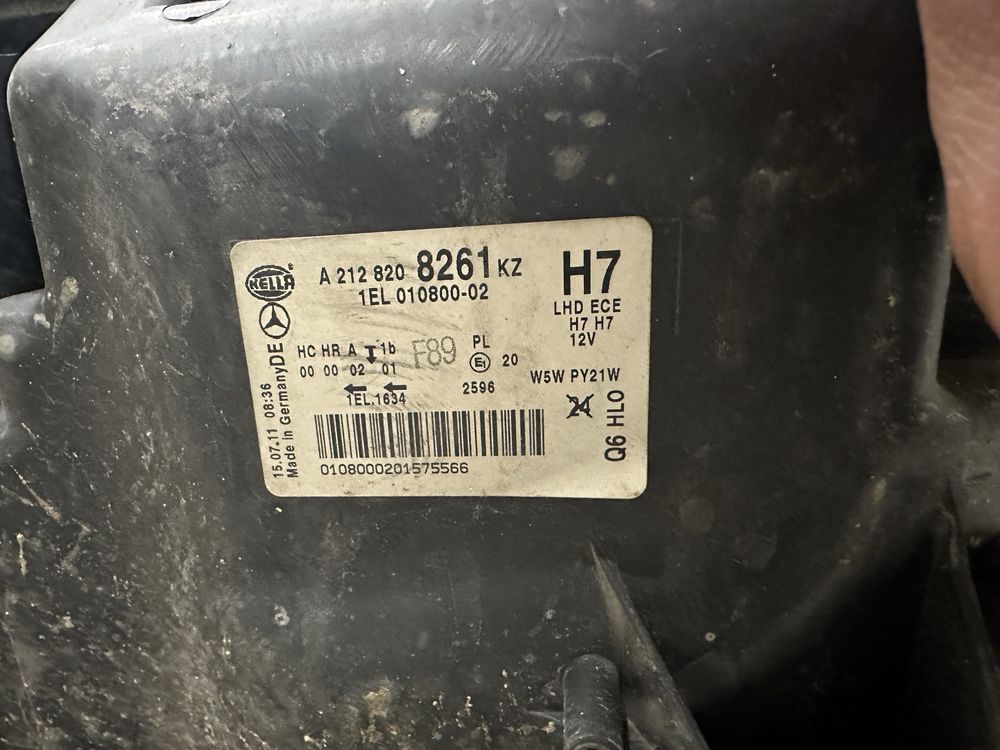 HELLA
A 212 820 8261 KZ
1EL 010800-02
H7
LHD ECE
H7 H7
12V
DE
HC HR A 1b
00 00 02 01
F89
PL
E1 20
2596
W5W PY21W
24
1EL.1634
0108000201575566
15.07.11 08:36
Made in Germany
Q6 HLO